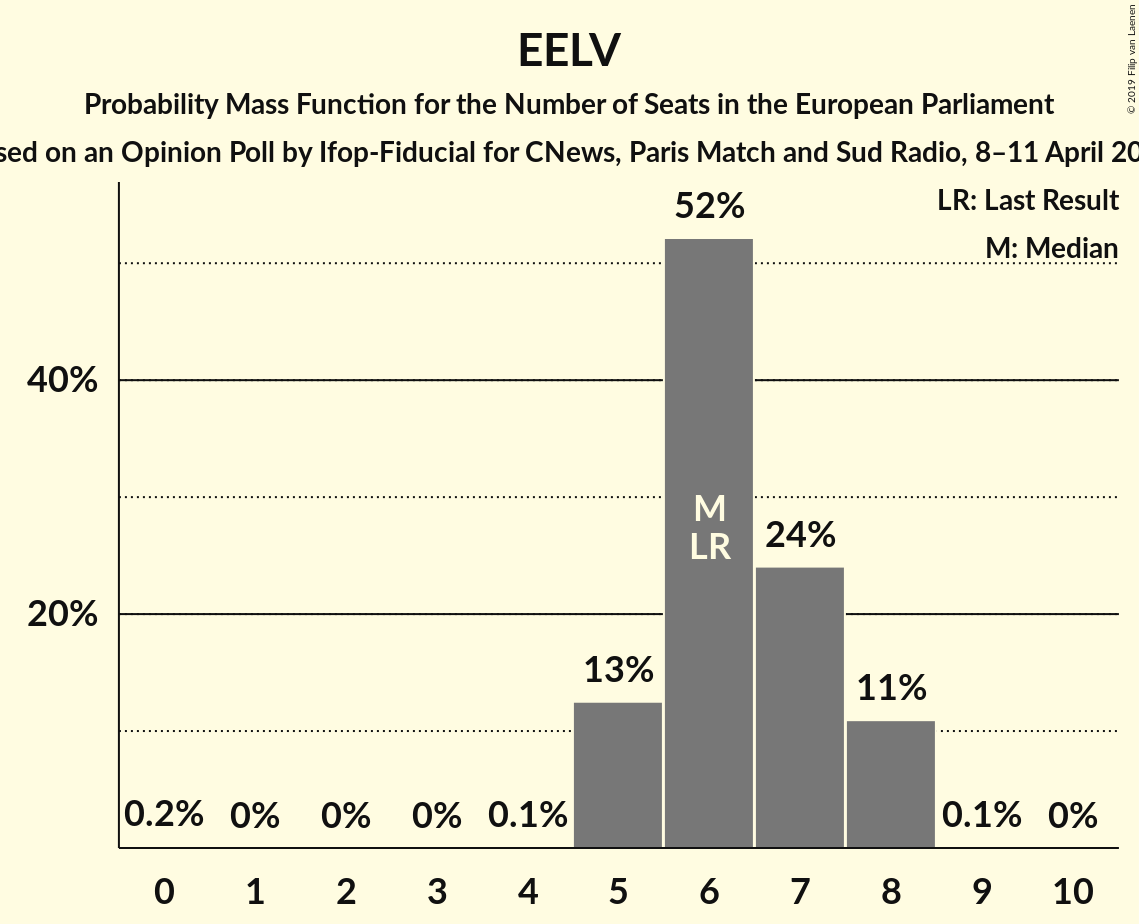 EELV
Probability Mass Function for the Number of Seats in the European Parliament
on an Opinion Poll by Ifop-Fiducial for CNews, Paris Match and Sud Radio, 8–11 April
© 2019 Filip van Laenen
LR: Last Result
M: Median
52%
40%
M
LR
24%
20%
13%
11%
0.2% 0% 0% 0% 0.1% 0.1% 0%
0 1 2 3 4 5 6 7 8 9 10